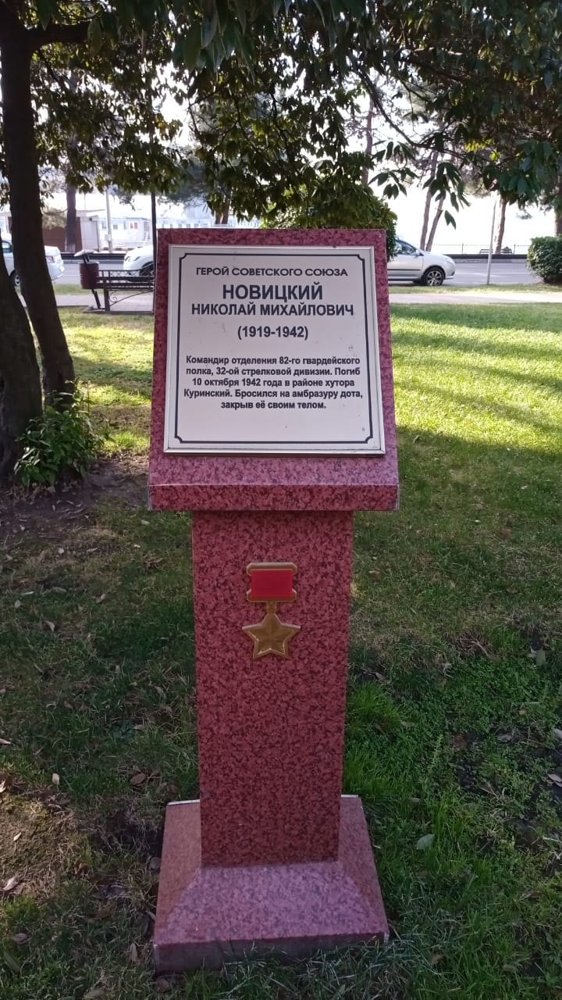 ГЕРОЙ СОВЕТСКОГО СОЮЗА
НОВИЦКИЙ
НИКОЛАЙ МИХАЙЛОВИЧ
(1919-1942)
Командир отделения 82-го гвардейского
полка, 32-ой стрелковой дивизии. Погиб
10 октября 1942 года в районе хутора
Куринский. Бросился на амбразуру дота,
закрыв её своим телом.